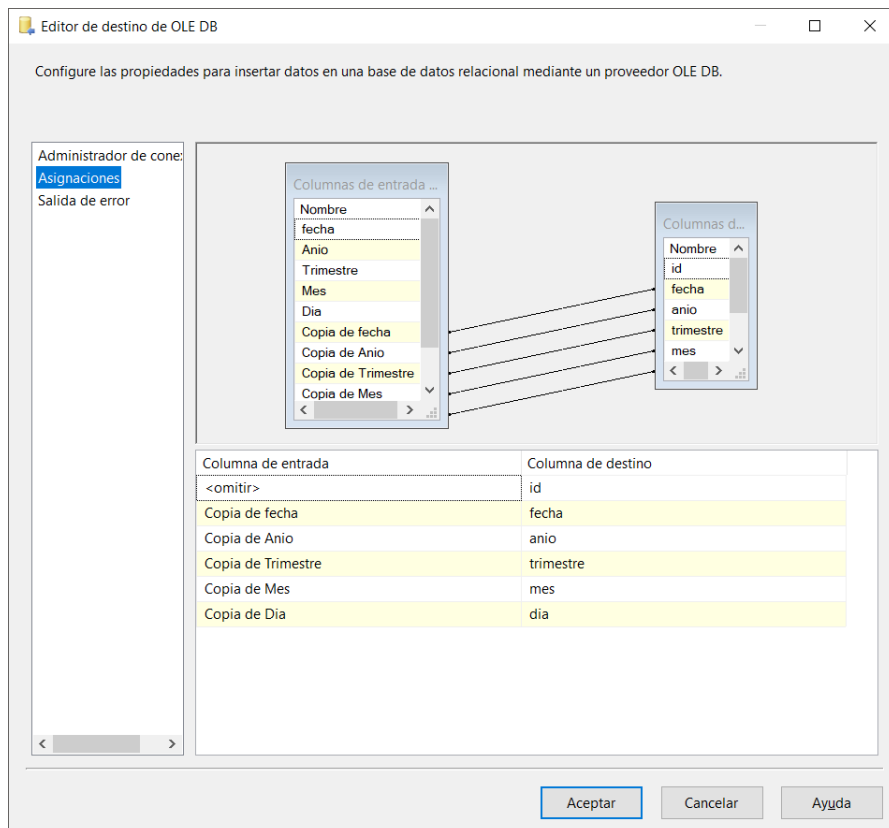 Editor de destino de OLE DB
Configure las propiedades para insertar datos en una base de datos relacional mediante un proveedor OLE DB.
Administrador de cone
Asignaciones
Salida de error
Columnas de entrada ...
Nombre
fecha
Anio
Trimestre
Mes
Dia
Copia de fecha
Copia de Anio
Copia de Trimestre
Copia de Mes
Columnas d...
Nombre
id
fecha
anio
trimestre
mes
Columna de entrada Columna de destino
<omitir> id
Copia de fecha fecha
Copia de Anio anio
Copia de Trimestre trimestre
Copia de Mes mes
Copia de Dia dia
Aceptar Cancelar Ayuda